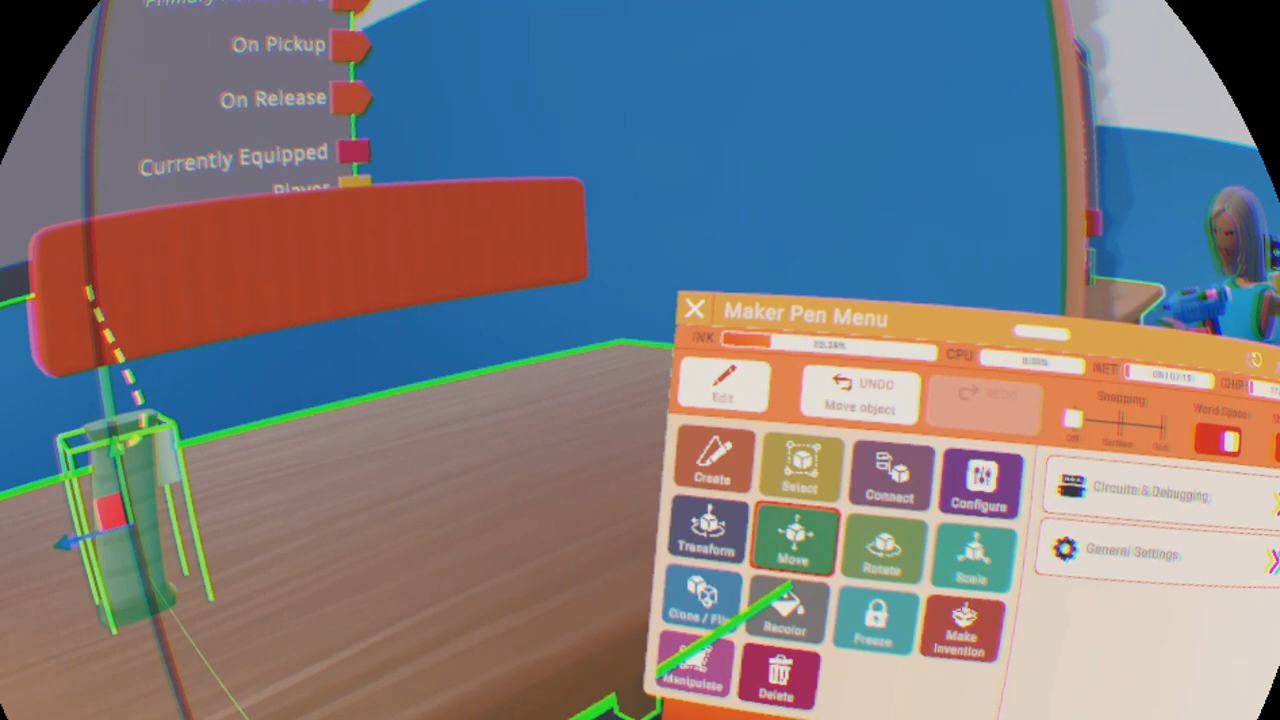 On Pickup
On Release
Currently Equipped
Player
Maker Pen Menu
INK
CPU
NET
CHIP
Edit
UNDO
Move object
REDO
Snapping
World Space
Create
Select
Connect
Configure
Circuits & Debugging
Transform
Move
Rotate
Scale
General Settings
Recolor
Freeze
Make
Invention
Manipulate
Delete